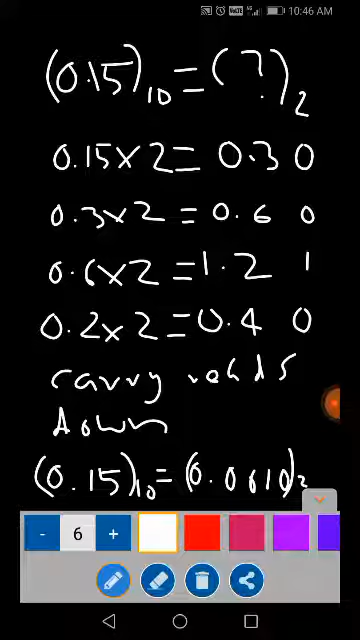 10:46 AM
(0.15)10=(?)2
0.15×2=0.3 0
0.3×2=0.6 0
0.6×2=1.2 1
0.2×2=0.4 0
carry reads
down
(0.15)10=(0.0010)2
- 6 +